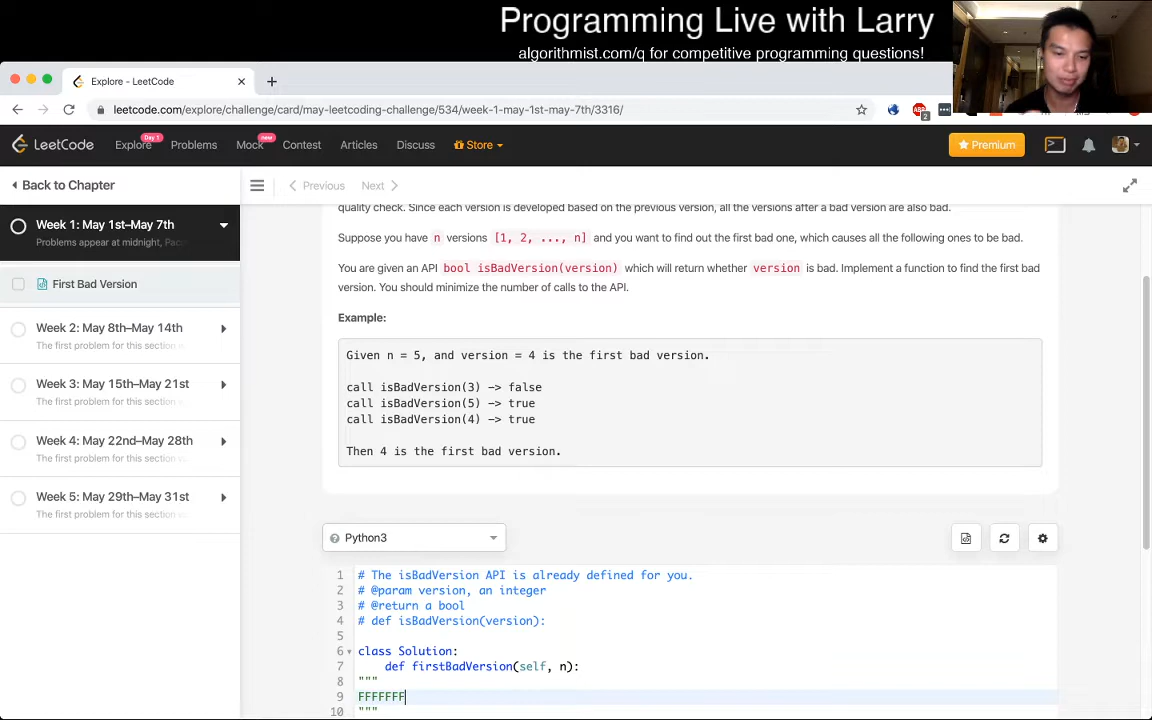 Programming Live with Larry
algorithmist.com/q for competitive programming questions!
Explore - LeetCode
leetcode.com/explore/challenge/card/may-leetcoding-challenge/534/week-1-may-1st-may-7th/3316/
ABP
2
LeetCode
Explore
Day 1
Problems
Mock
new
Contest
Articles
Discuss
Store
Premium
Back to Chapter
Previous
Next
Week 1: May 1st–May 7th
Problems appear at midnight, Pac
First Bad Version
Week 2: May 8th–May 14th
The first problem for this section
Week 3: May 15th–May 21st
The first problem for this section
Week 4: May 22nd–May 28th
The first problem for this section
Week 5: May 29th–May 31st
The first problem for this section
quality check. Since each version is developed based on the previous version, all the versions after a bad version are also bad.
Suppose you have n versions [1, 2, ..., n] and you want to find out the first bad one, which causes all the following ones to be bad.
You are given an API bool isBadVersion(version) which will return whether version is bad. Implement a function to find the first bad
version. You should minimize the number of calls to the API.
Example:
Given n = 5, and version = 4 is the first bad version.
call isBadVersion(3) -> false
call isBadVersion(5) -> true
call isBadVersion(4) -> true
Then 4 is the first bad version.
Python3
1 # The isBadVersion API is already defined for you.
2 # @param version, an integer
3 # @return a bool
4 # def isBadVersion(version):
5
6 class Solution:
7 def firstBadVersion(self, n):
8 """
9 FFFFFFF
10 """